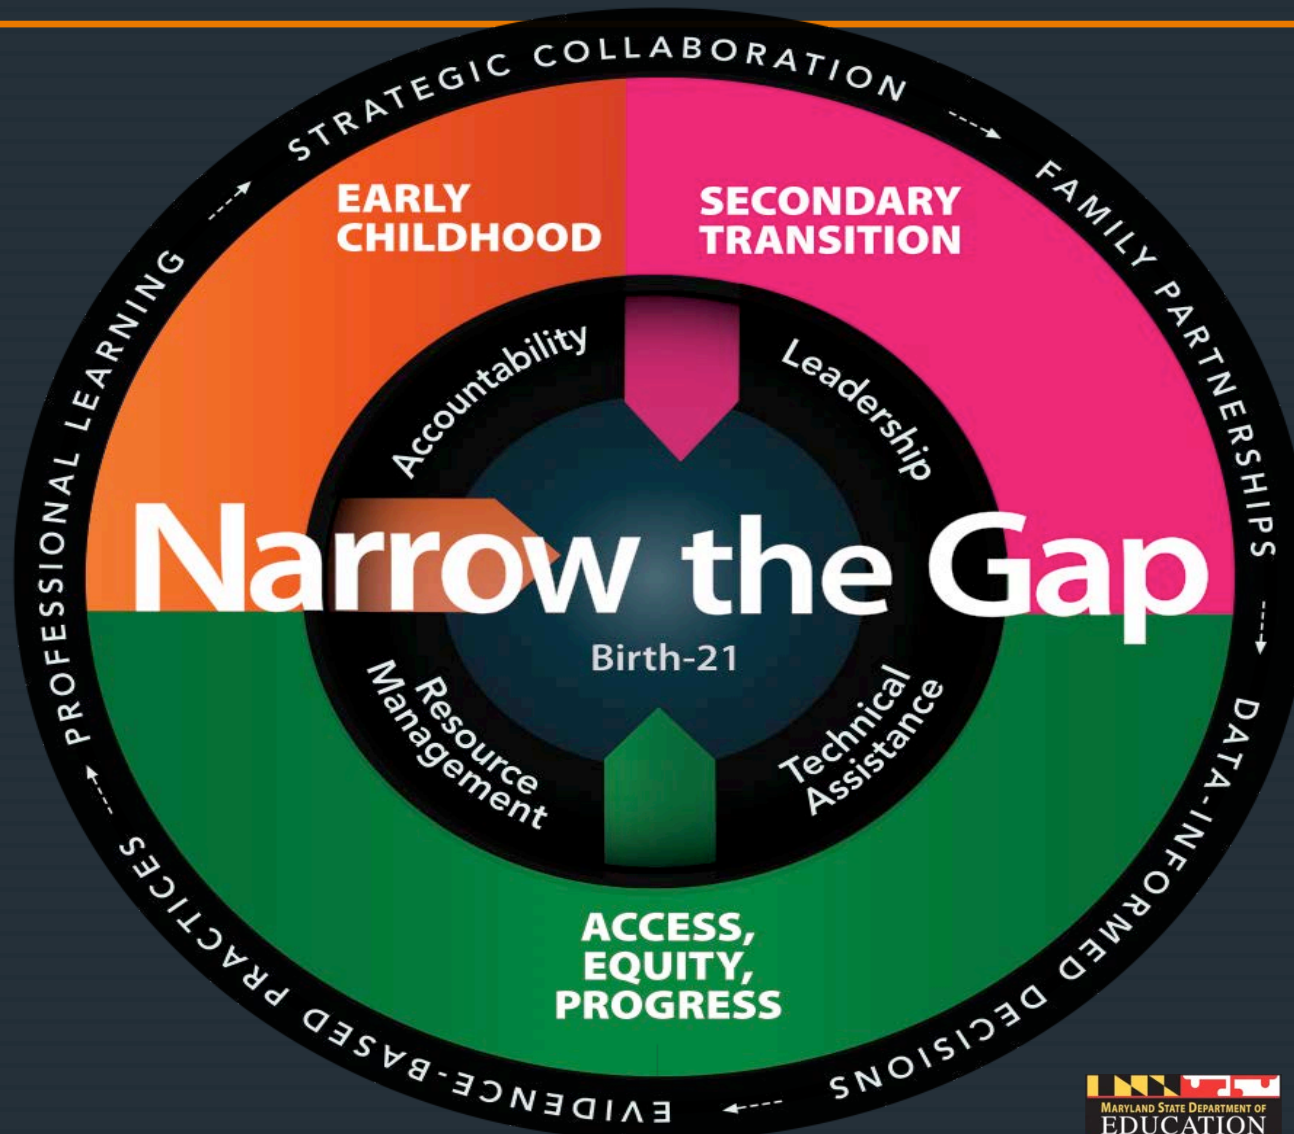 STRATEGIC COLLABORATION
FAMILY PARTNERSHIPS
DATA-INFORMED DECISIONS
EVIDENCE-BASED PRACTICES
PROFESSIONAL LEARNING
EARLY
CHILDHOOD
SECONDARY
TRANSITION
Accountability
Leadership
Narrow the Gap
Birth-21
Resource
Management
Technical
Assistance
ACCESS,
EQUITY,
PROGRESS
MARYLAND STATE DEPARTMENT OF
EDUCATION